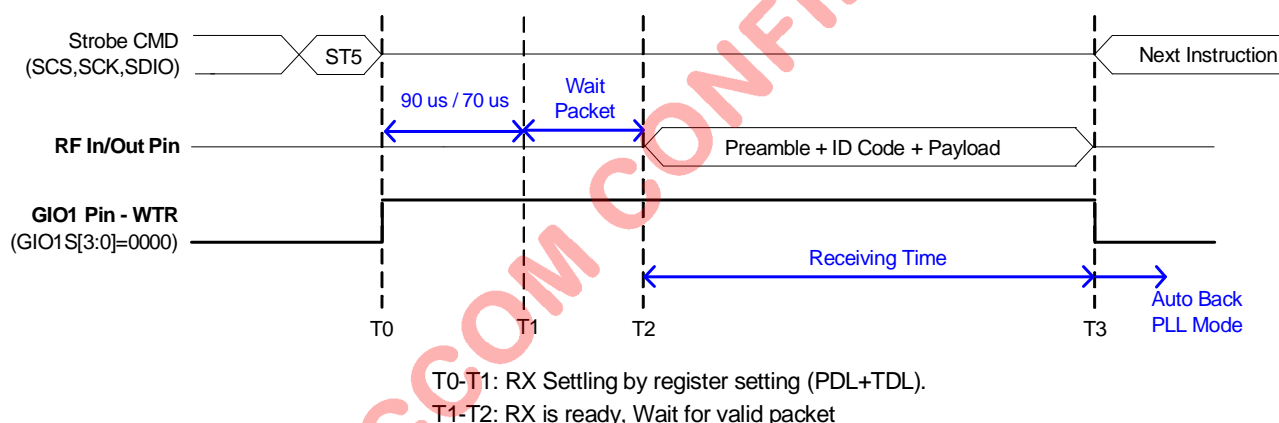 Strobe CMD
(SCS,SCK,SDIO)
ST5
Next Instruction
90 us / 70 us
Wait
Packet
RF In/Out Pin
Preamble + ID Code + Payload
GIO1 Pin - WTR
(GIO1S[3:0]=0000)
Receiving Time
Auto Back
PLL Mode
T0
T1
T2
T3
T0-T1: RX Settling by register setting (PDL+TDL).
T1-T2: RX is ready, Wait for valid packet
COM CONF